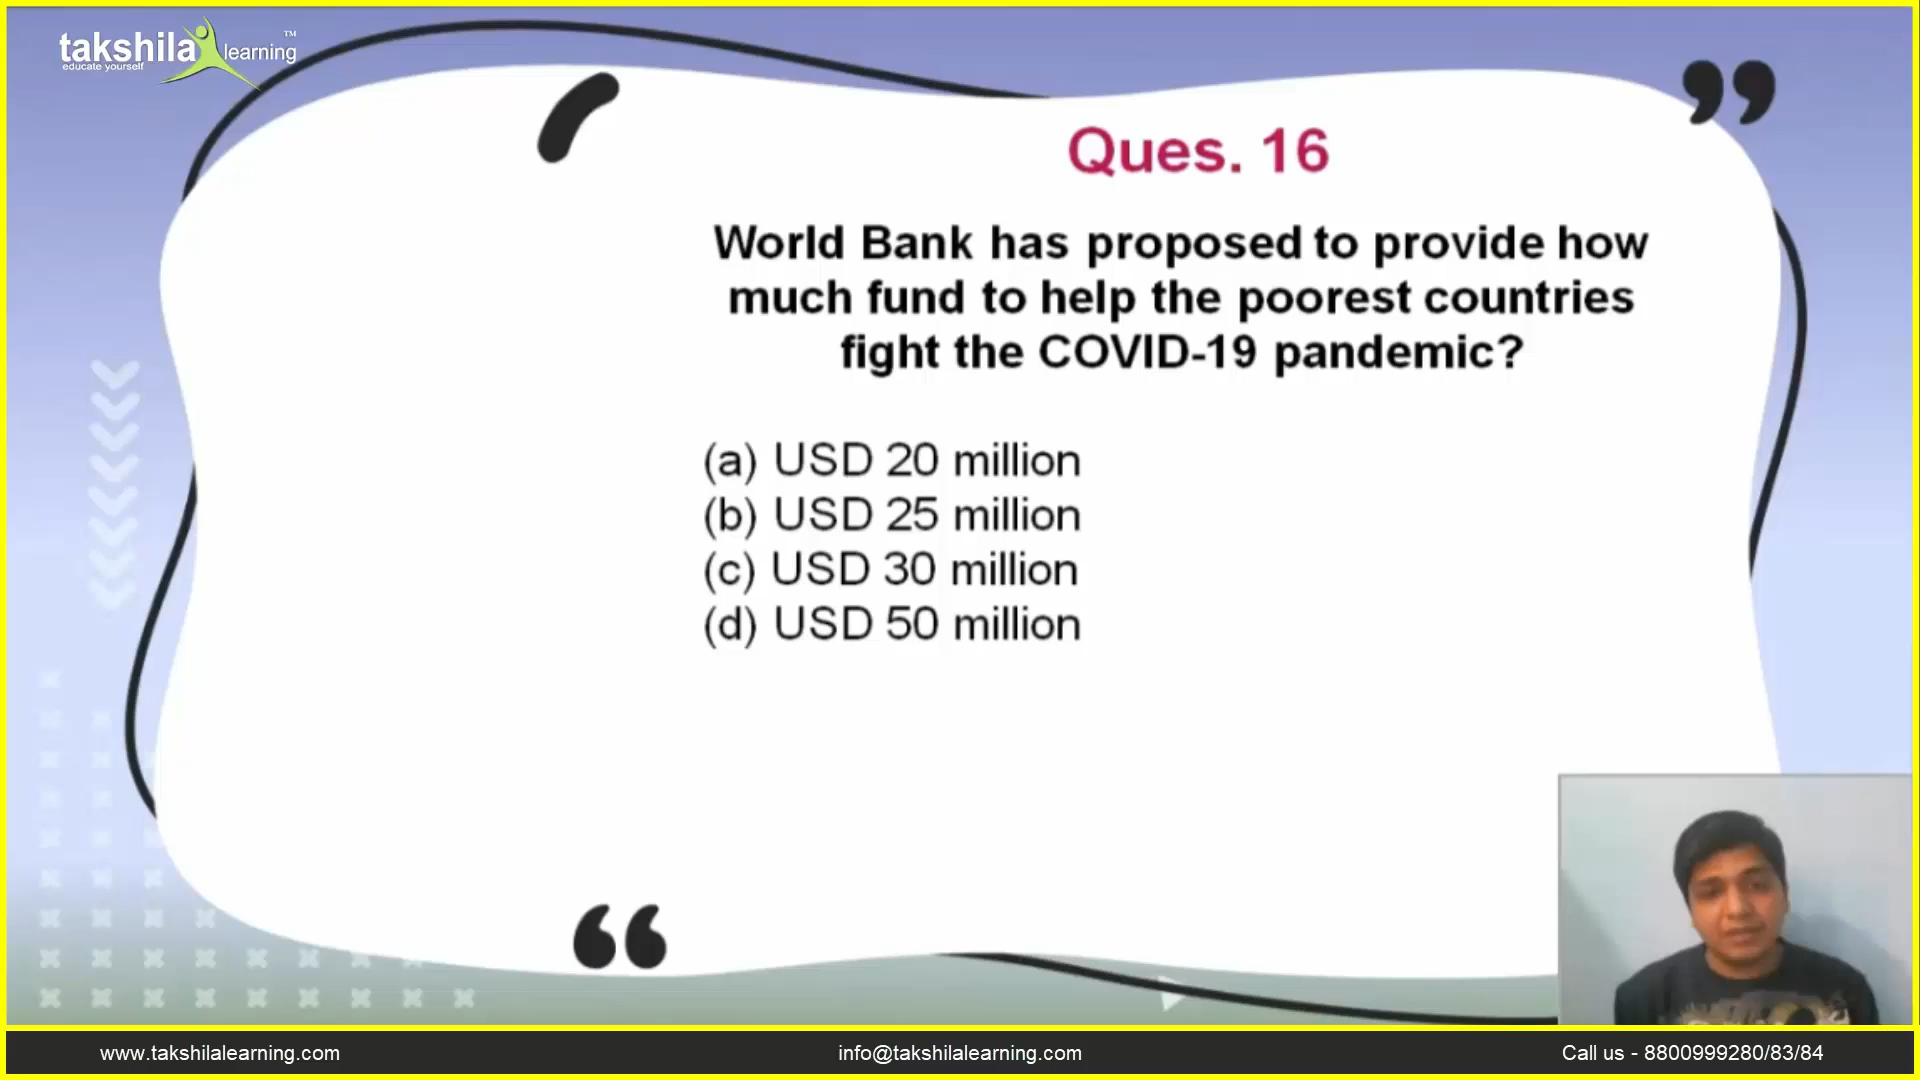 takshila learning TM
educate yourself
Ques. 16
World Bank has proposed to provide how
much fund to help the poorest countries
fight the COVID-19 pandemic?
(a) USD 20 million
(b) USD 25 million
(c) USD 30 million
(d) USD 50 million
www.takshilalearning.com
info@takshilalearning.com
Call us - 8800999280/83/84